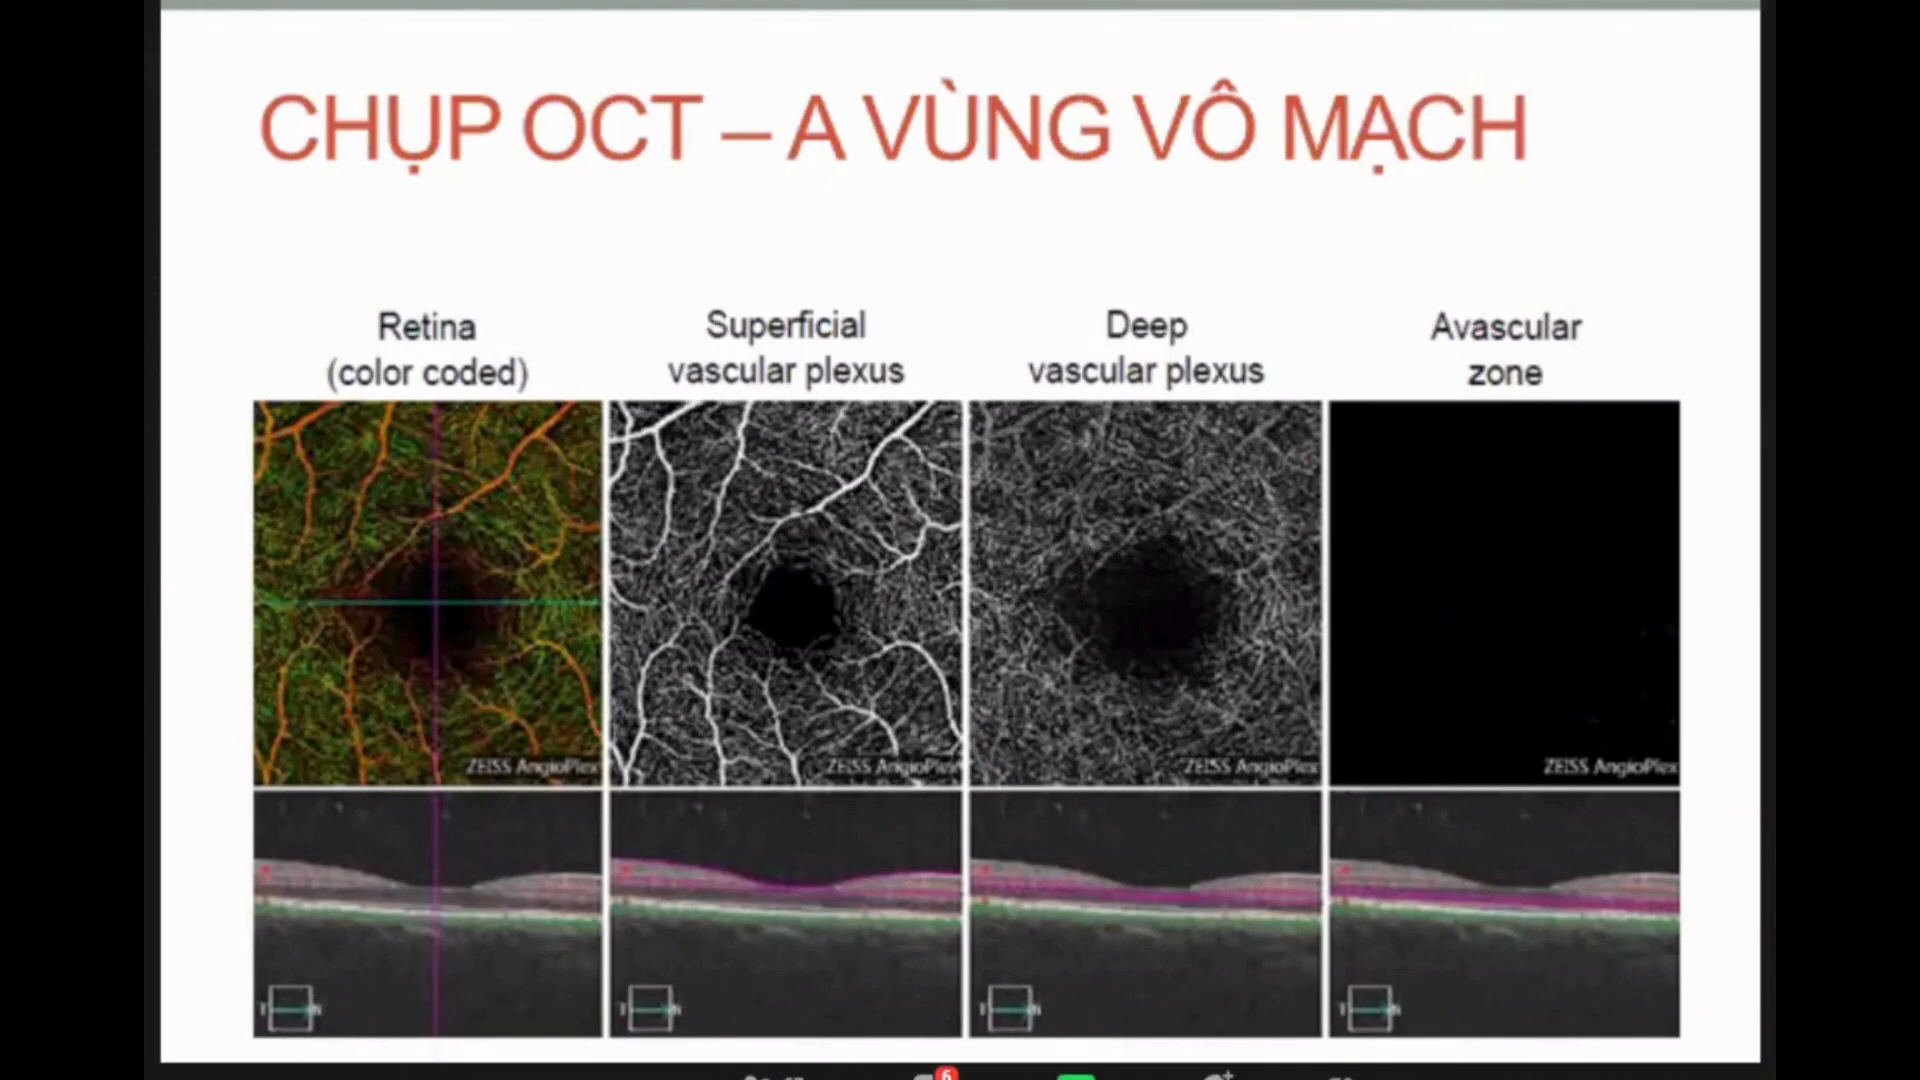 CHỤP OCT – A VÙNG VÔ MẠCH
Retina
(color coded)
Superficial
vascular plexus
Deep
vascular plexus
Avascular
zone
ZEISS AngioPlex
ZEISS AngioPlex
ZEISS AngioPlex
ZEISS AngioPlex
T N
T N
T N
T N
6